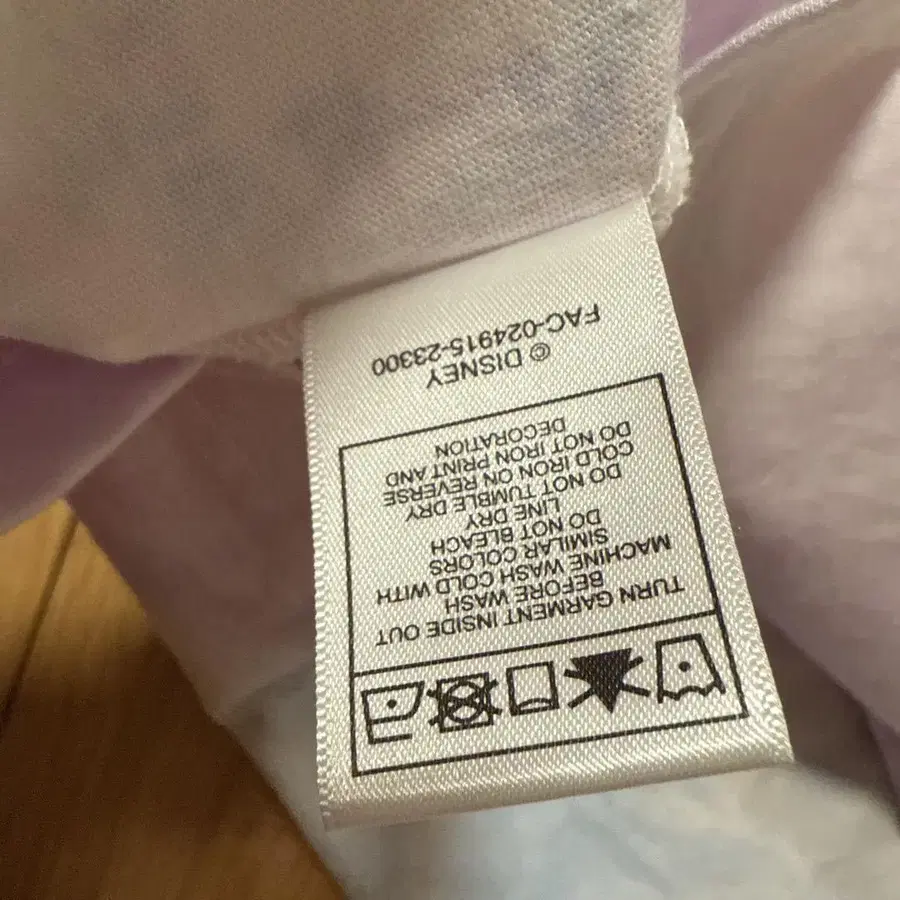 TURN GARMENT INSIDE OUT
BEFORE WASH
MACHINE WASH COLD WITH
SIMILAR COLORS
DO NOT BLEACH
LINE DRY
DO NOT TUMBLE DRY
COLD IRON ON REVERSE
DO NOT IRON PRINT AND
DECORATION
© DISNEY
FAC-024915-23300